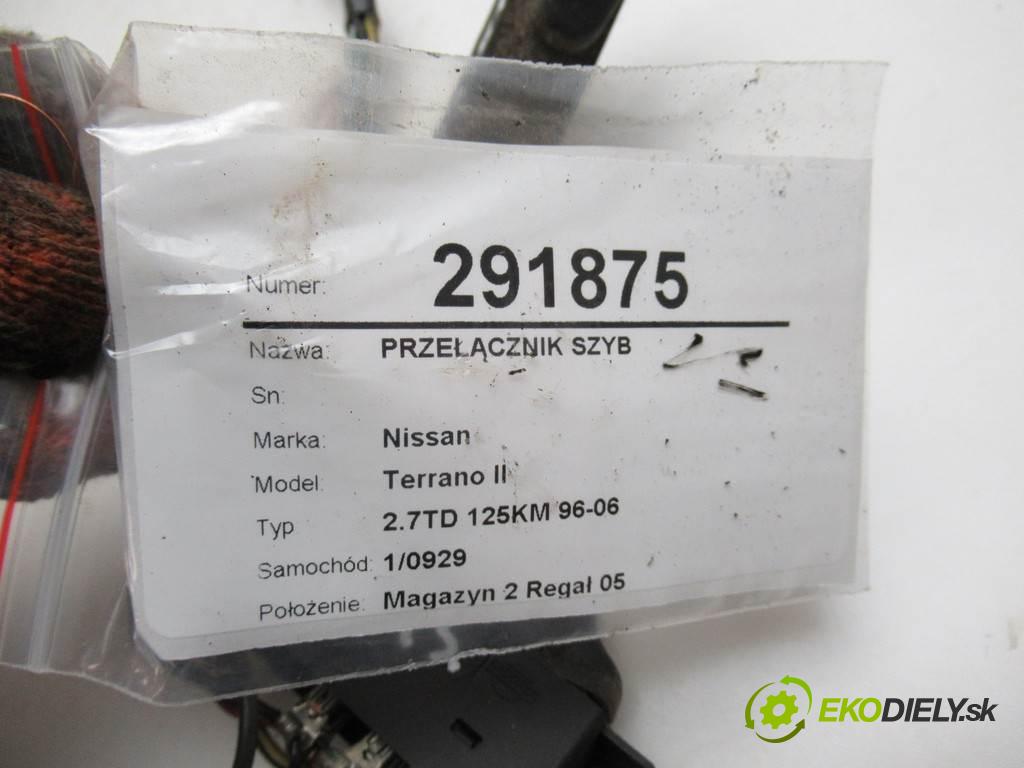 Numer: 291875
Nazwa: PRZEŁĄCZNIK SZYB
Sn:
Marka: Nissan
Model: Terrano II
Typ 2.7TD 125KM 96-06
Samochód: 1/0929
Położenie: Magazyn 2 Regał 05
EKODIELY.sk